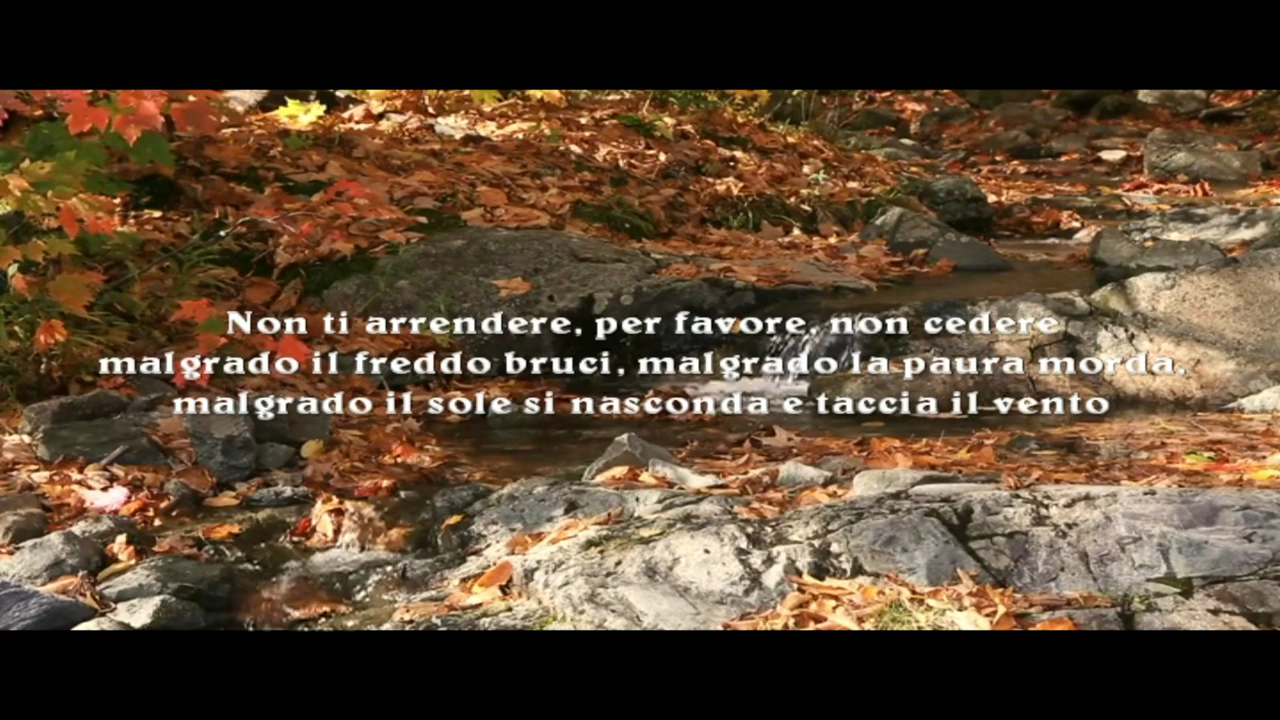 Non ti arrendere, per favore, non cedere
malgrado il freddo bruci, malgrado la paura morda,
malgrado il sole si nasconda e taccia il vento